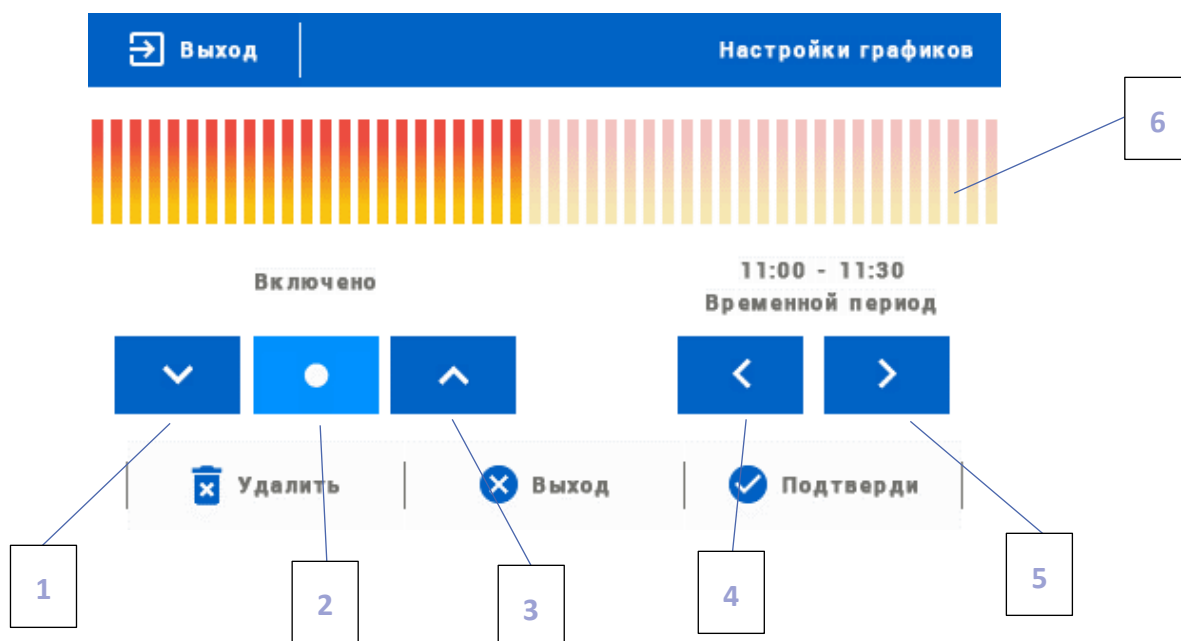 Выход
Настройки графиков
6
Включено
11:00 - 11:30
Временной период
Удалить
Выход
Подтверди
1
2
3
4
5